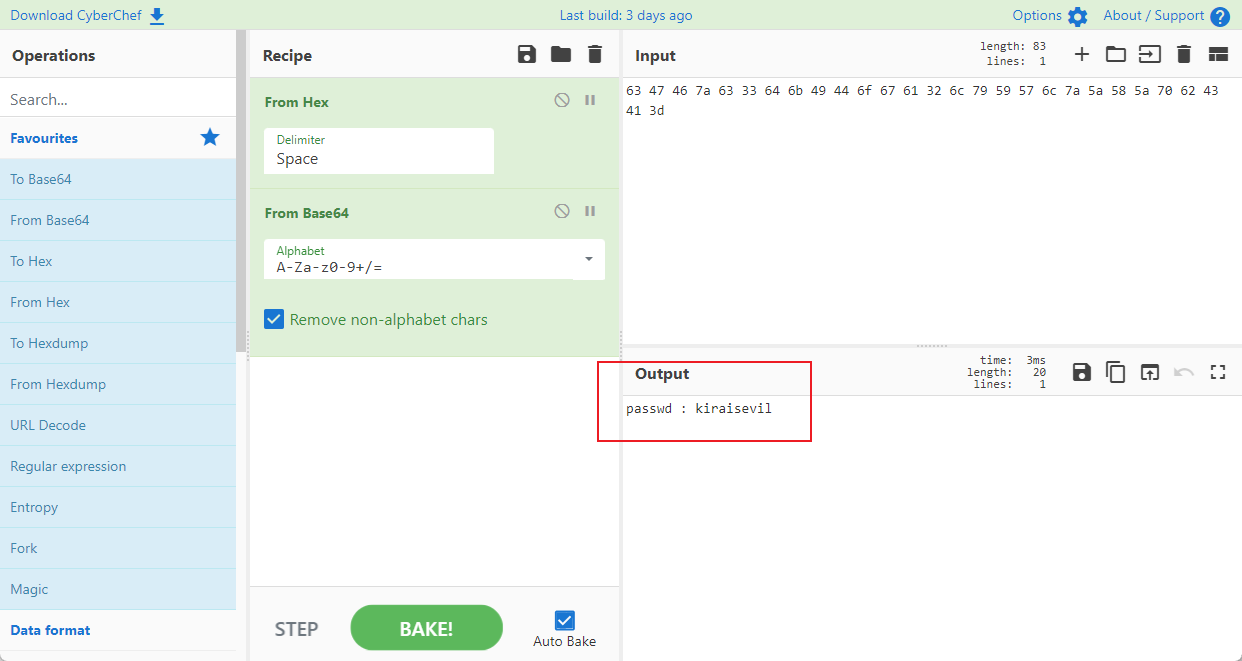 Download CyberChef
Last build: 3 days ago
Options
About / Support
?
Operations
Search...
Favourites
To Base64
From Base64
To Hex
From Hex
To Hexdump
From Hexdump
URL Decode
Regular expression
Entropy
Fork
Magic
Data format
Recipe
From Hex
Delimiter
Space
From Base64
Alphabet
A-Za-z0-9+/=
Remove non-alphabet chars
STEP
BAKE!
Auto Bake
Input
length: 83
lines: 1
63 47 46 7a 63 33 64 6b 49 44 6f 67 61 32 6c 79 59 57 6c 7a 5a 58 5a 70 62 43
41 3d
Output
time: 3ms
length: 20
lines: 1
passwd : kiraisevil